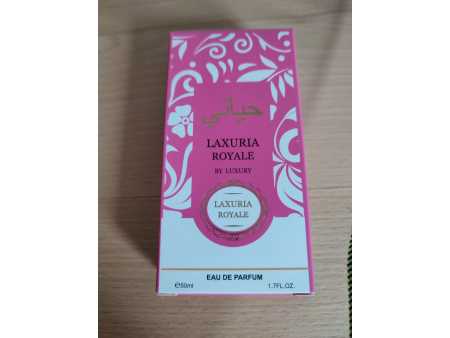 حياتي
LAXURIA
ROYALE
BY LUXURY
LAXURIA
ROYALE
EAU DE PARFUM
℮50ml 1.7FL.OZ.